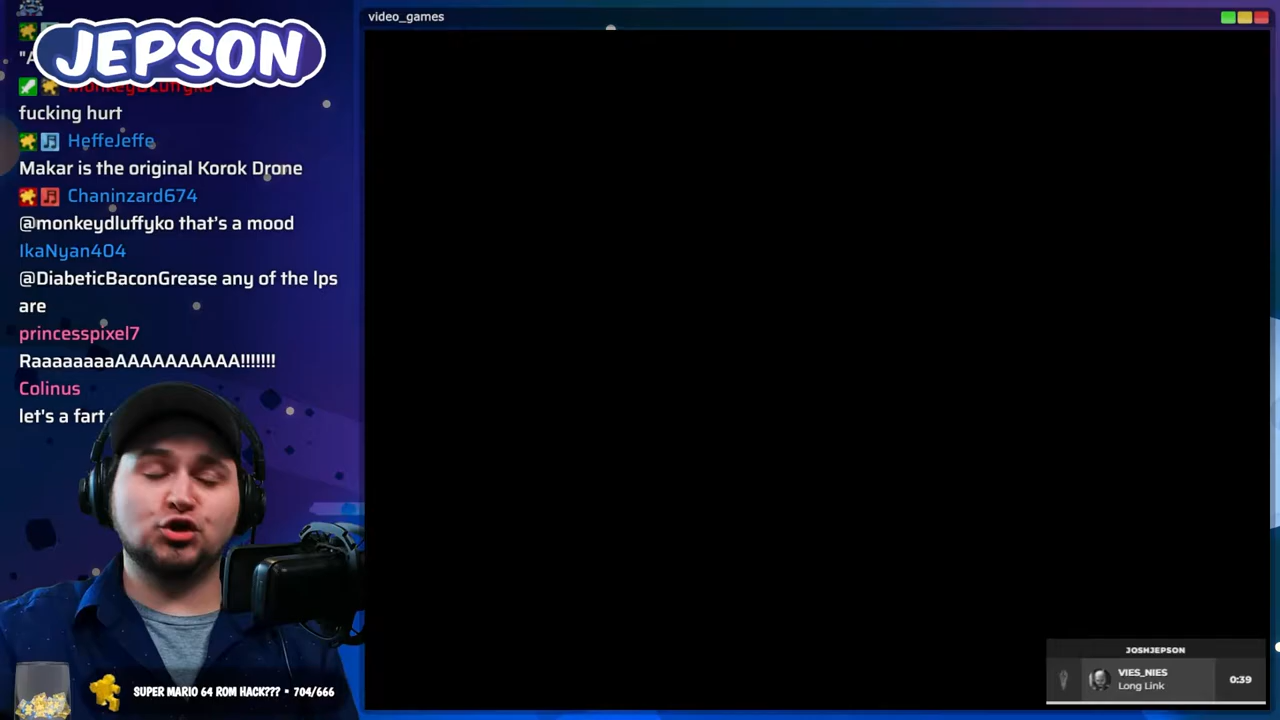 video_games
JEPSON
"A
MonkeyDLuffyko
fucking hurt
HeffeJeffe
Makar is the original Korok Drone
Chaninzard674
@monkeydluffyko that's a mood
IkaNyan404
@DiabeticBaconGrease any of the lps
are
princesspixel7
RaaaaaaaaAAAAAAAAAA!!!!!!!
Colinus
let's a fart
SUPER MARIO 64 ROM HACK??? • 704/666
JOSHJEPSON
VIES_NIES
Long Link
0:39